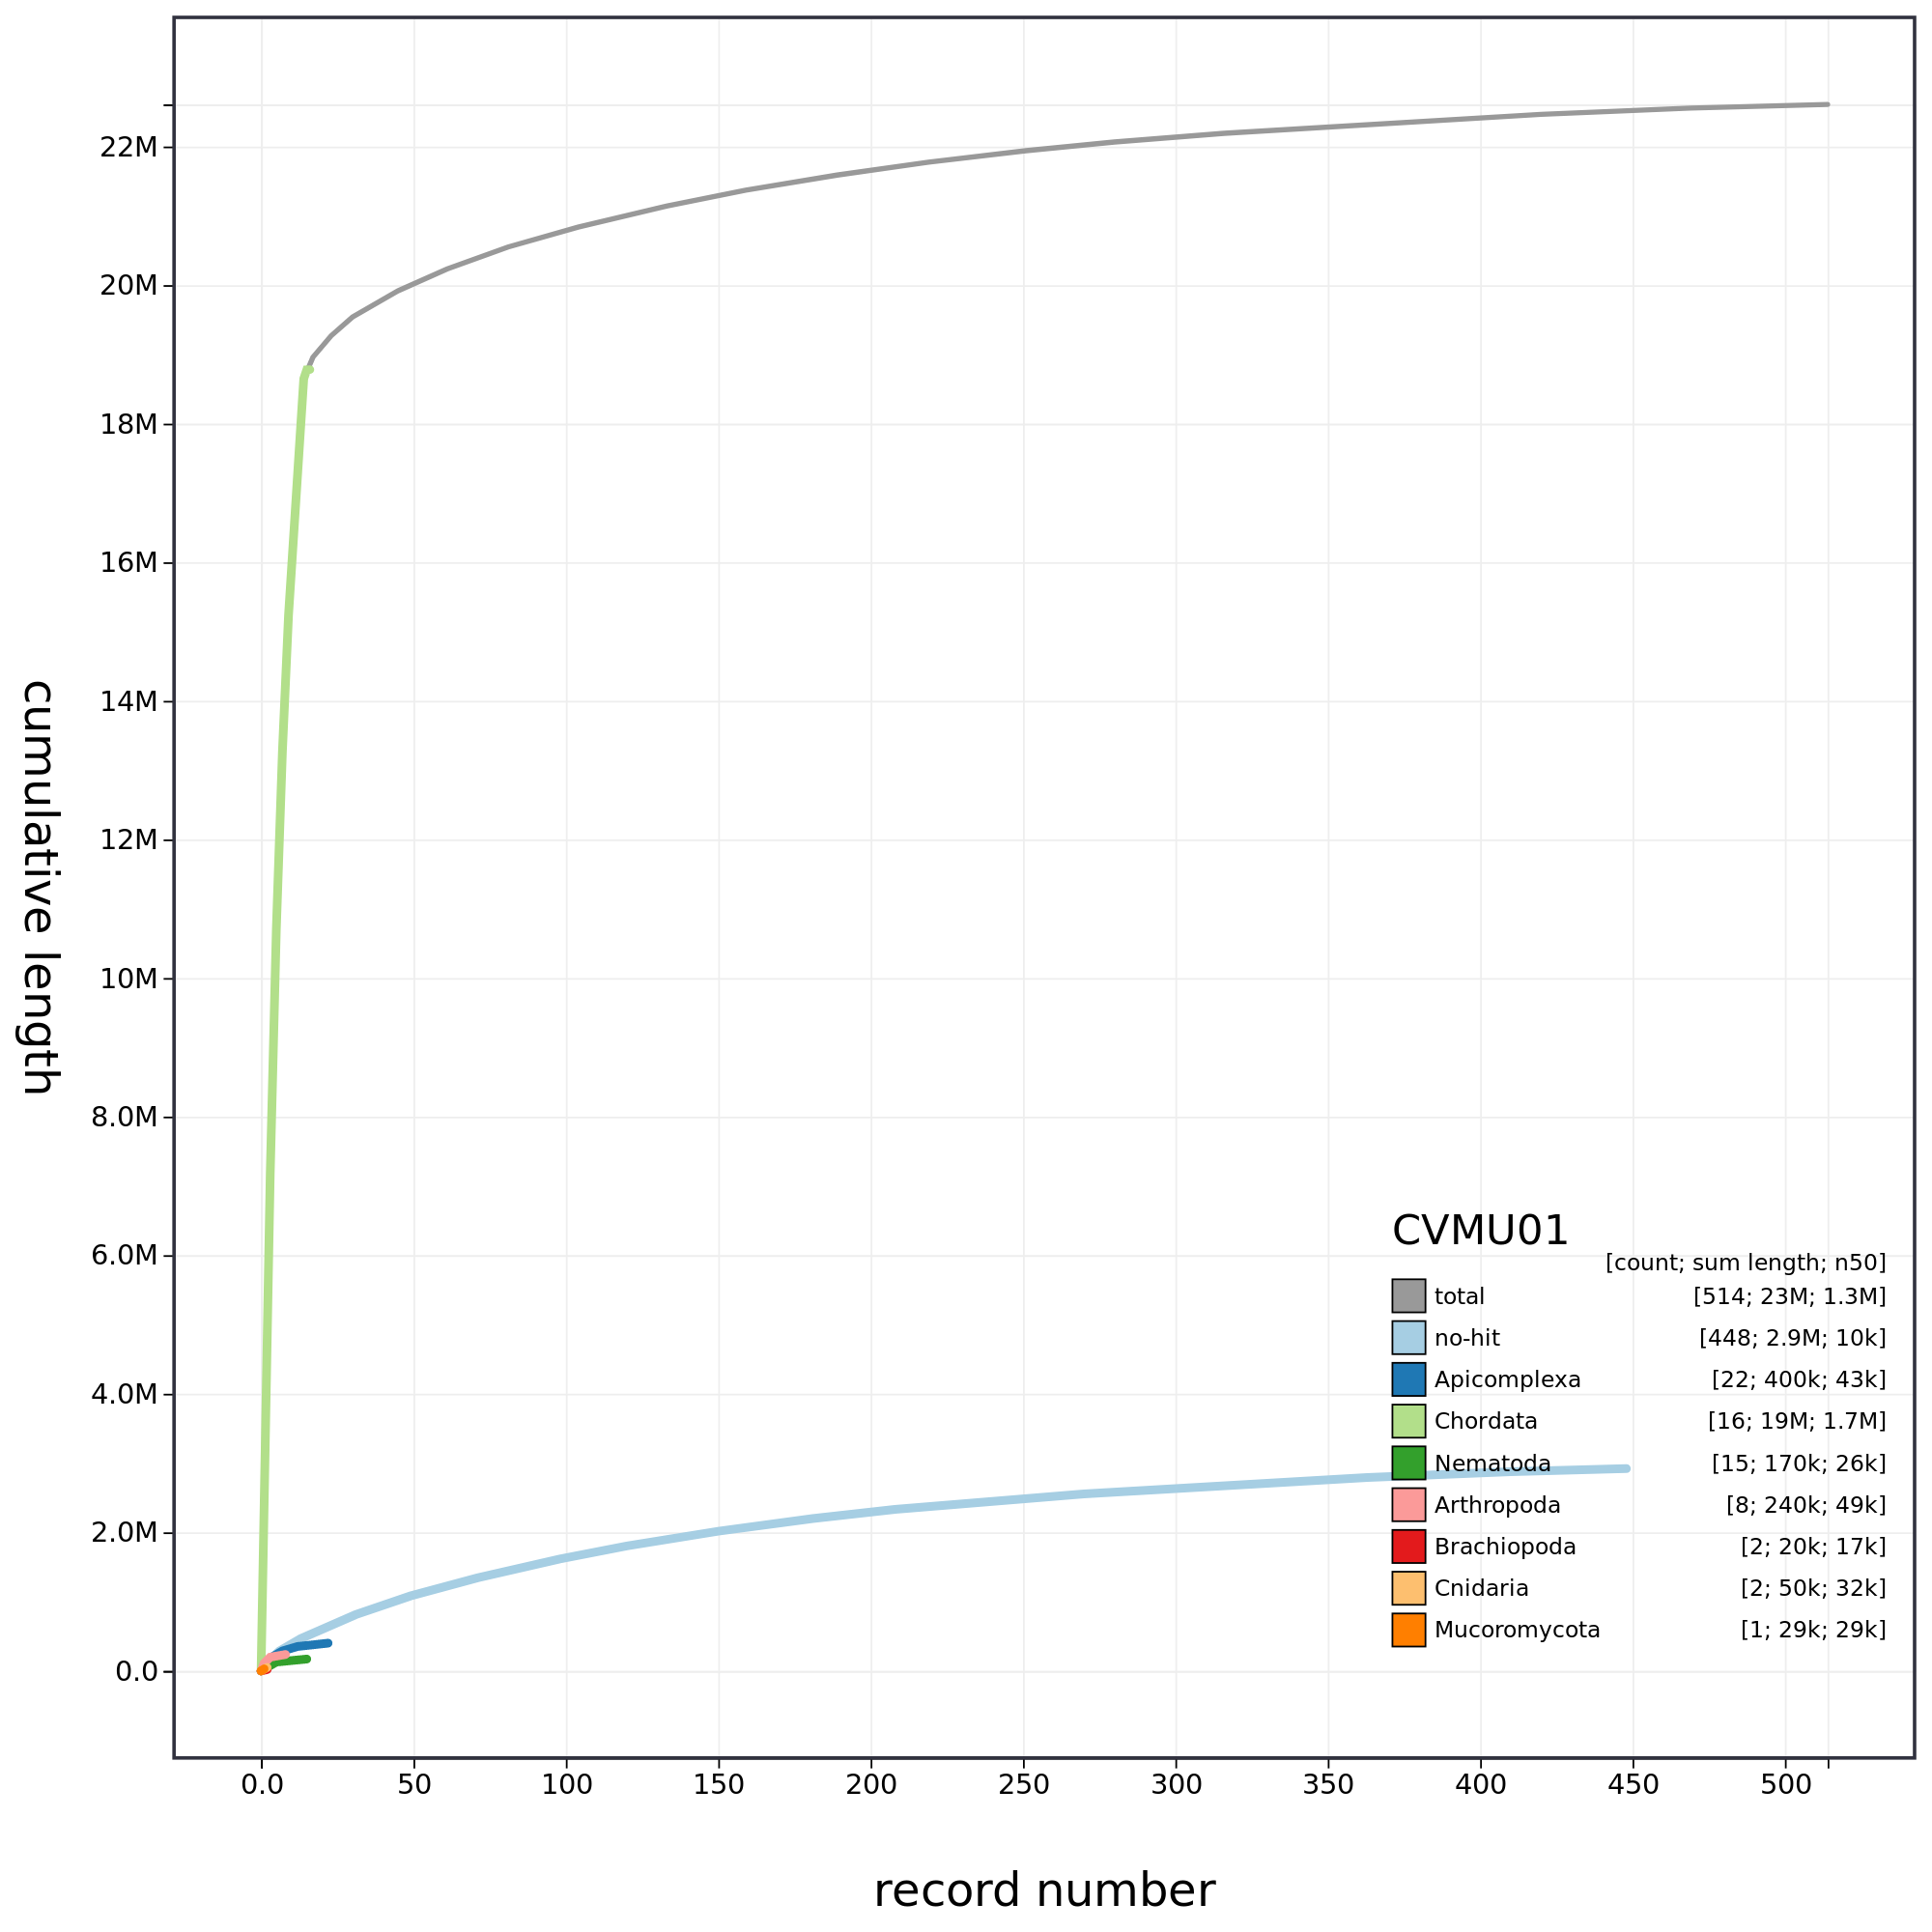 22M
20M
18M
16M
14M
12M
10M
8.0M
6.0M
4.0M
2.0M
0.0
cumulative length
CVMU01
[count; sum length; n50]
total [514; 23M; 1.3M]
no-hit [448; 2.9M; 10k]
Apicomplexa [22; 400k; 43k]
Chordata [16; 19M; 1.7M]
Nematoda [15; 170k; 26k]
Arthropoda [8; 240k; 49k]
Brachiopoda [2; 20k; 17k]
Cnidaria [2; 50k; 32k]
Mucoromycota [1; 29k; 29k]
0.0 50 100 150 200 250 300 350 400 450 500
record number